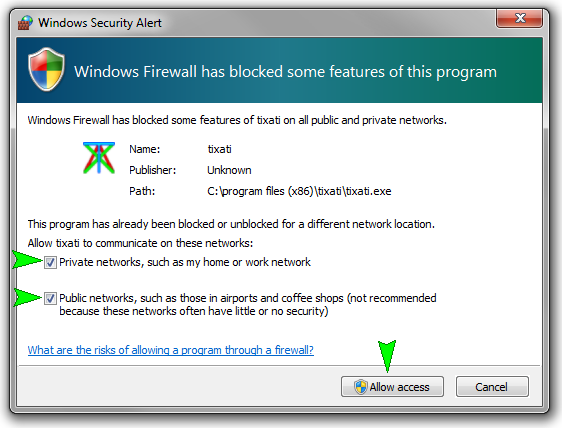 Windows Security Alert
Windows Firewall has blocked some features of this program
Windows Firewall has blocked some features of tixati on all public and private networks.
Name: tixati
Publisher: Unknown
Path: C:\program files (x86)\tixati\tixati.exe
This program has already been blocked or unblocked for a different network location.
Allow tixati to communicate on these networks:
Private networks, such as my home or work network
Public networks, such as those in airports and coffee shops (not recommended
because these networks often have little or no security)
What are the risks of allowing a program through a firewall?
Allow access
Cancel